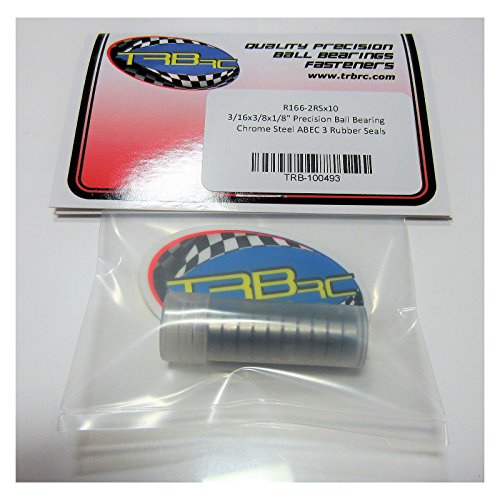 TRBRC
QUALITY PRECISION
BALL BEARINGS
FASTENERS
www.trbrc.com
R166-2RSx10
3/16x3/8x1/8" Precision Ball Bearing
Chrome Steel ABEC 3 Rubber Seals
TRB-100493
TRBRC